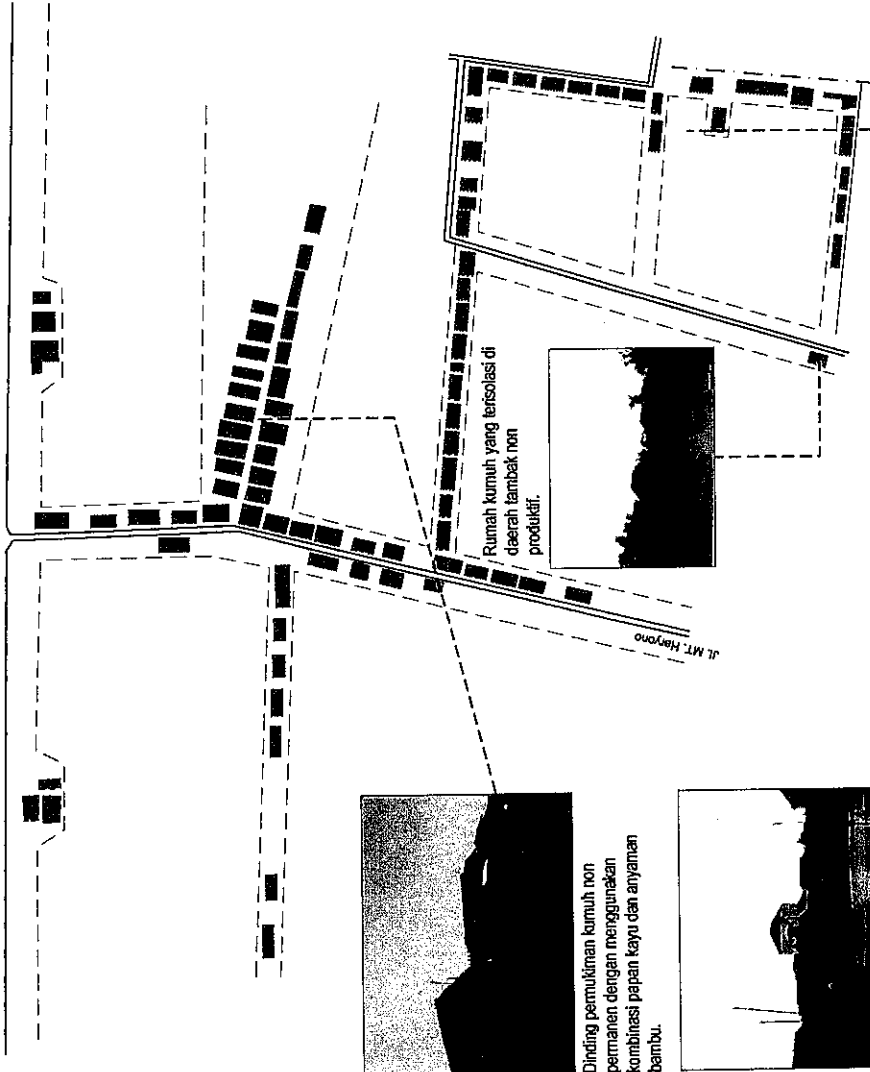 Rumah kumuh yang terisolasi di
daerah tambak non
produktif.
JL MT. Haryono
Dinding permukiman kumuh non
permanen dengan menggunakan
kombinasi papan kayu dan anyaman
bambu.